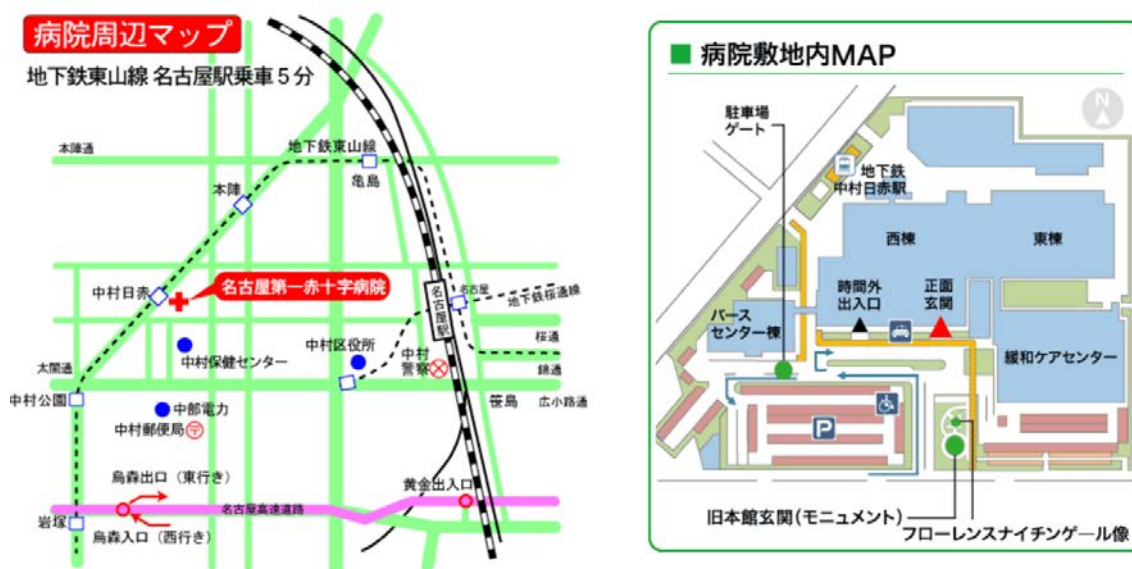 病院周辺マップ
地下鉄東山線 名古屋駅乗車5分
本陣通
地下鉄東山線
亀島
本陣
中村日赤
名古屋第一赤十字病院
名古屋
名古屋駅
地下鉄桜通線
太閤通
中村保健センター
中村区役所
中村
警察
桜通
錦通
中村公園
笹島
広小路通
中部電力
中村郵便局
烏森出口（東行き）
黄金出入口
名古屋高速道路
岩塚
烏森入口（西行き）
病院敷地内MAP
N
駐車場
ゲート
地下鉄
中村日赤駅
西棟
東棟
時間外
出入口
正面
玄関
バース
センター棟
緩和ケアセンター
P
旧本館玄関(モニュメント)
フローレンスナイチンゲール像